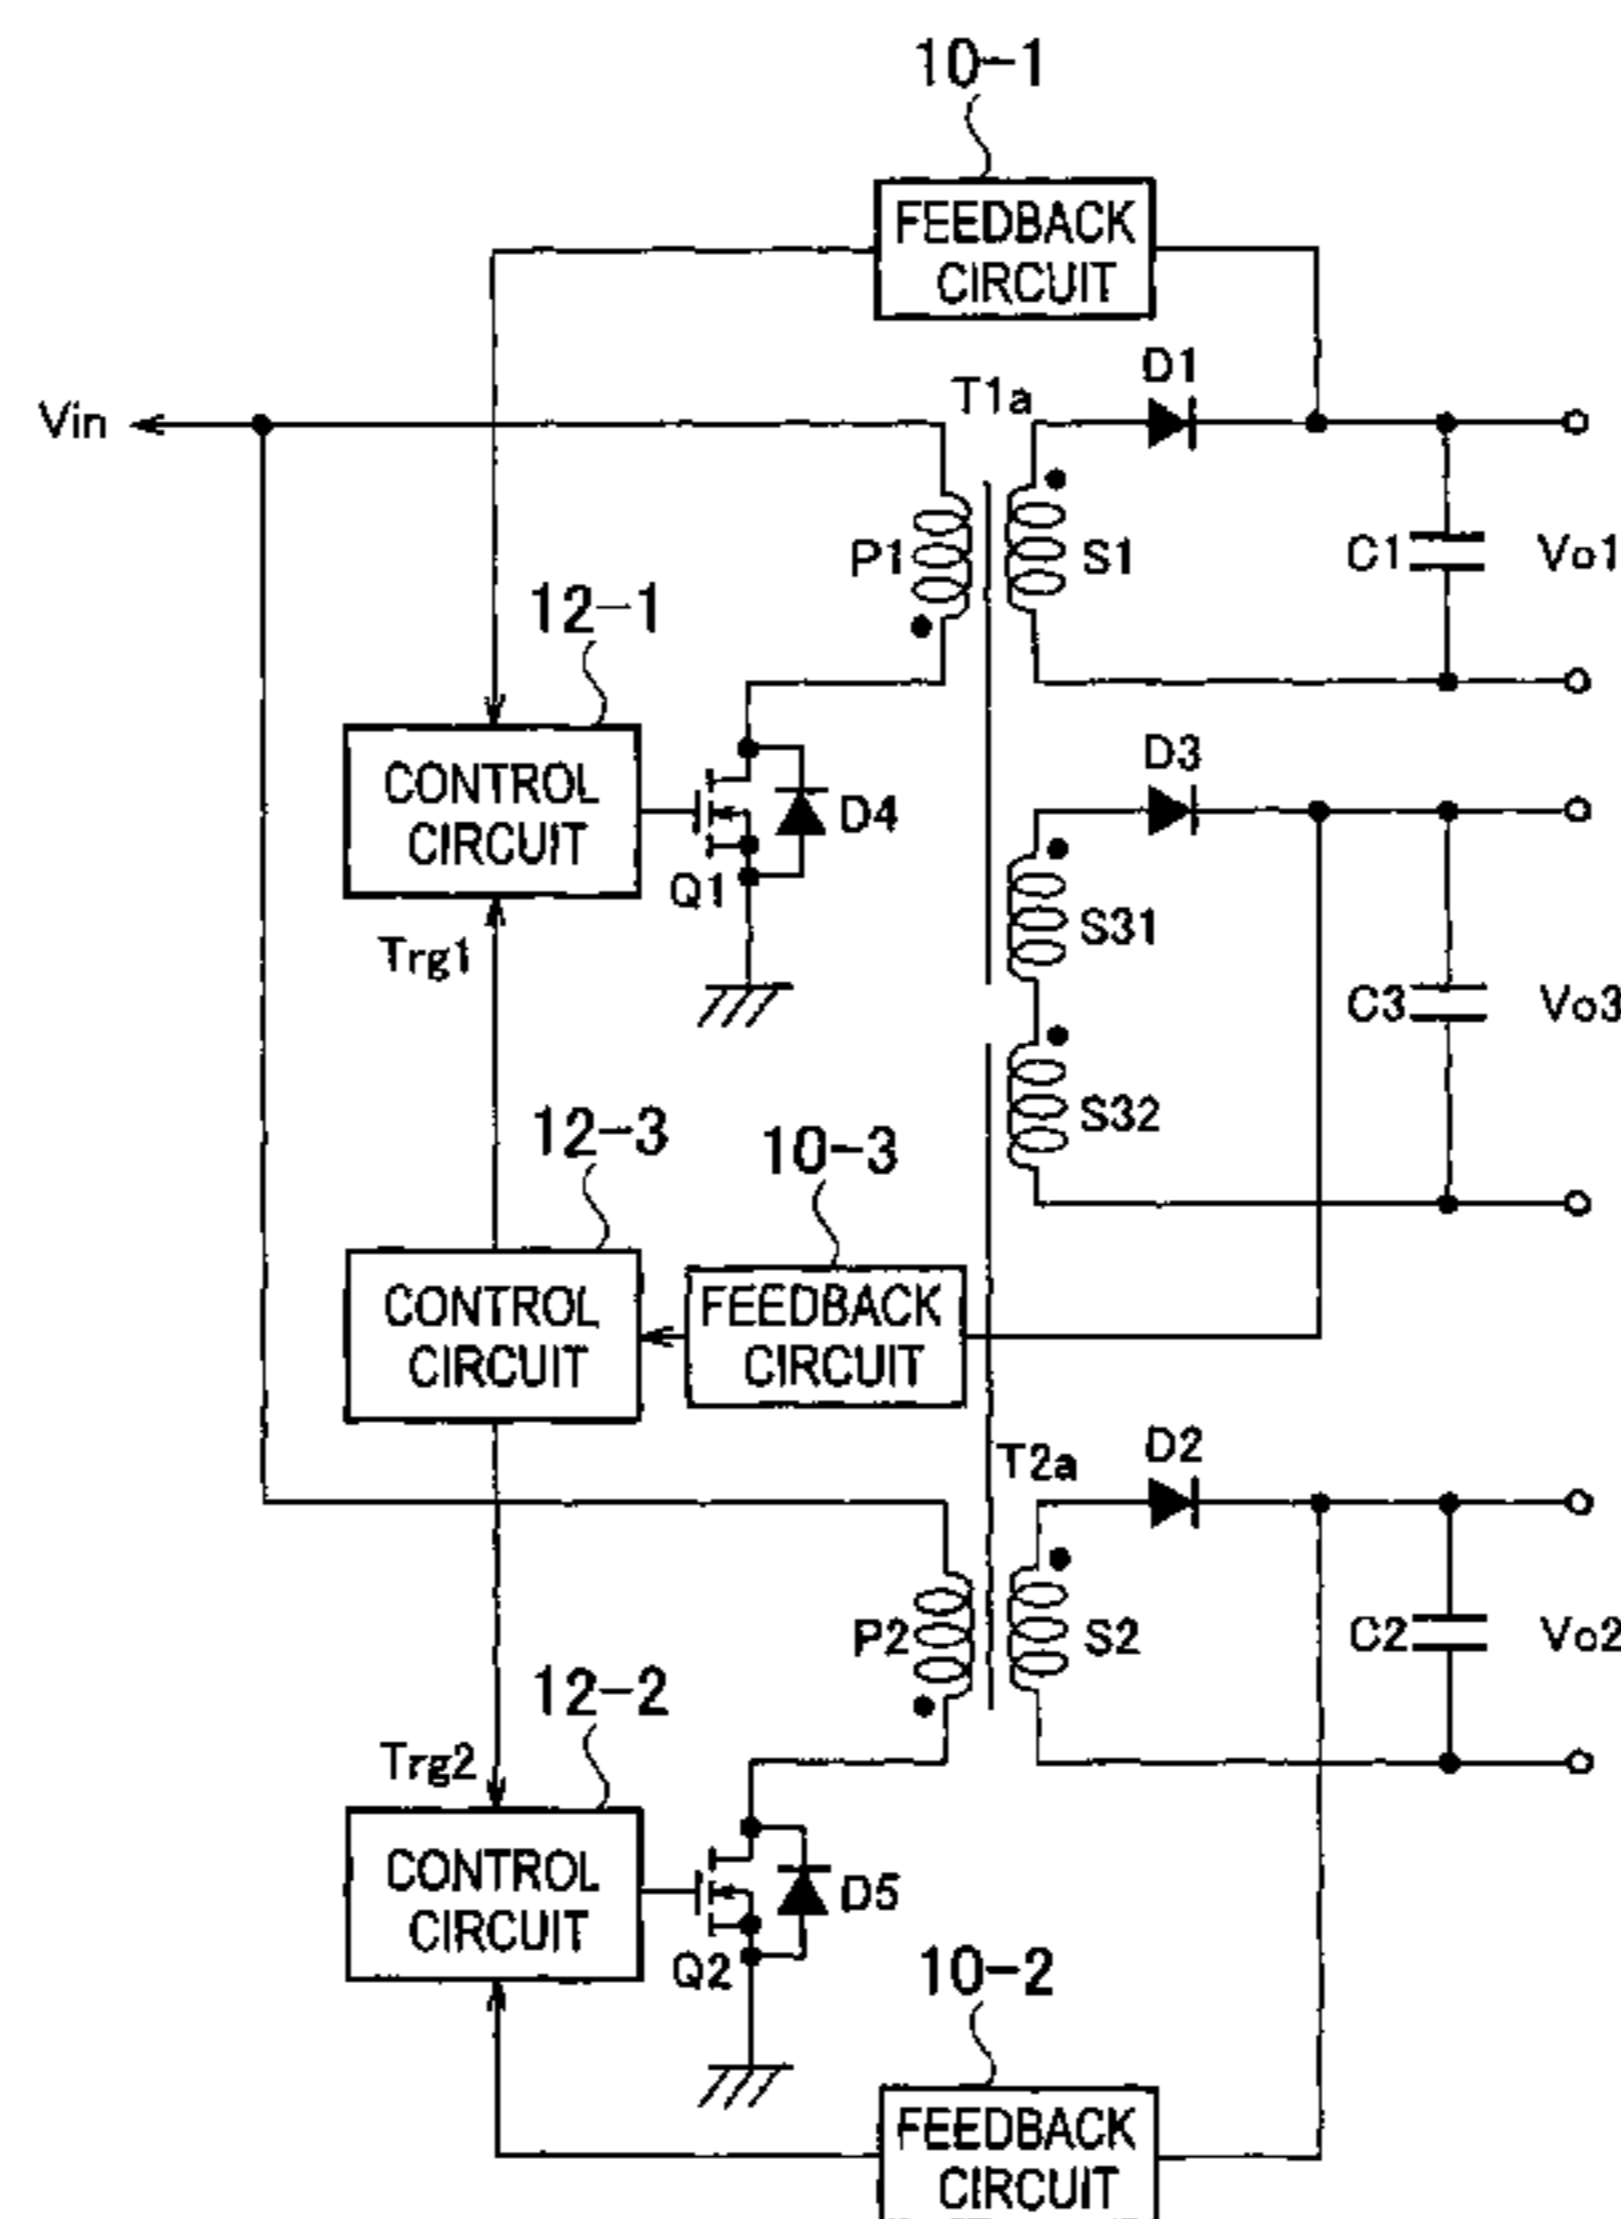 10-1
FEEDBACK
CIRCUIT
D1
T1a
Vin
P1
S1
C1
Vo1
12-1
CONTROL
CIRCUIT
D3
D4
Q1
Trg1
S31
C3
Vo3
S32
12-3
10-3
CONTROL
CIRCUIT
FEEDBACK
CIRCUIT
D2
T2a
P2
S2
C2
Vo2
12-2
Trg2
CONTROL
CIRCUIT
D5
Q2
10-2
FEEDBACK
CIRCUIT